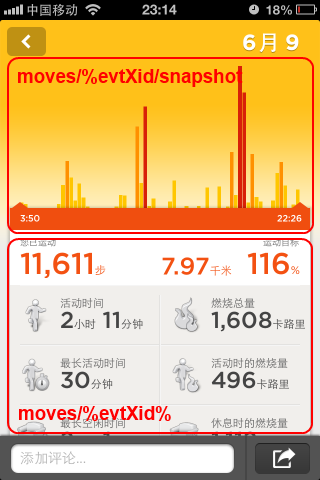 中国移动 23:14 18%
6月 9
moves/%evtXid/snapshot
3:50 22:26
您已运动 运动目标
11,611步 7.97千米 116%
活动时间 燃烧总量
2小时 11分钟 1,608卡路里
最长活动时间 活动时的燃烧量
30分钟 496卡路里
moves/%evtXid%
最长空闲时间 休息时的燃烧量
添加评论...